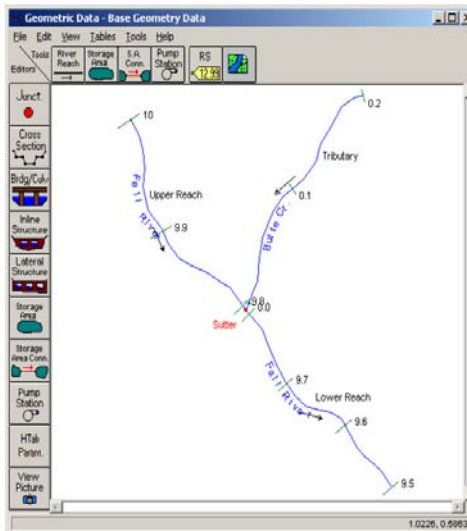 Geometric Data - Base Geometry Data
File Edit View Tables Tools Help
Tools
Editors
River Reach
Storage Area
S.A. Conn.
Pump Station
RS
12.99
Junct.
Cross Section
Brdg/Culv
Inline Structure
Lateral Structure
Storage Area
Storage Area Conn.
Pump Station
HTab Param.
View Picture
10
0.2
Tributary
Upper Reach
Fall River
9.9
0.1
Butte Cr.
9.8
0.0
Sutter
9.7
Fall River
Lower Reach
9.6
9.5
1.0226, 0.6863